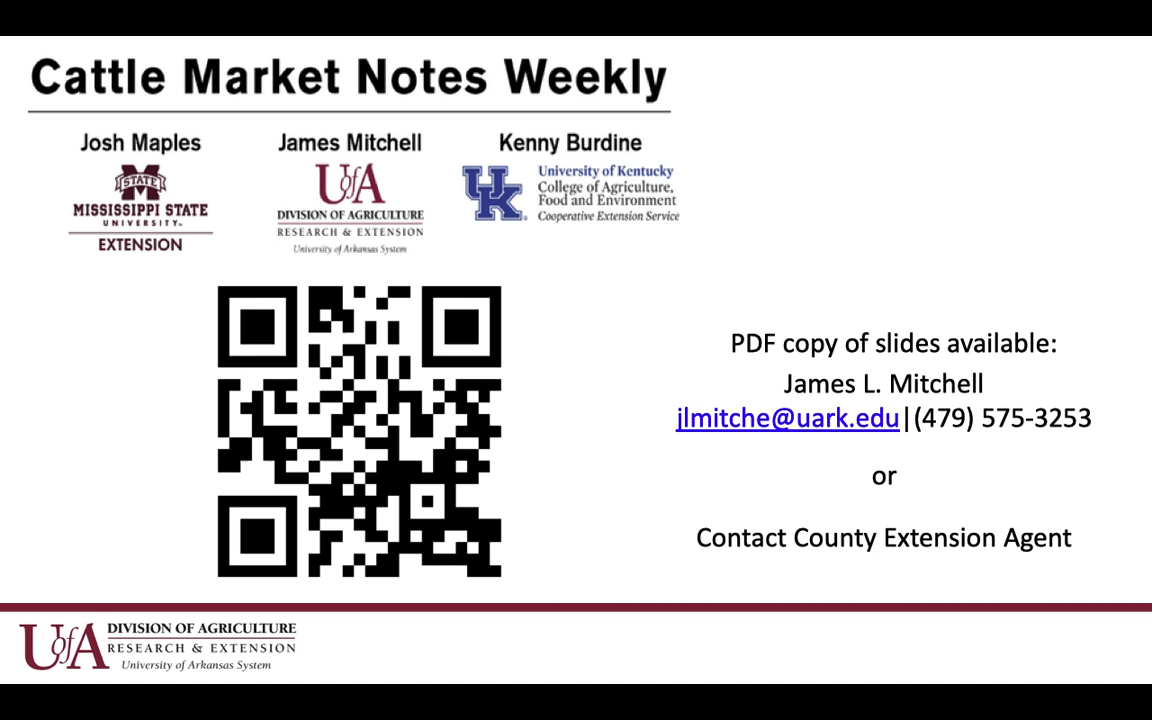 Cattle Market Notes Weekly
Josh Maples
James Mitchell
Kenny Burdine
STATE
MISSISSIPPI STATE
UNIVERSITY™
EXTENSION
UofA
DIVISION OF AGRICULTURE
RESEARCH & EXTENSION
University of Arkansas System
UK
University of Kentucky
College of Agriculture,
Food and Environment
Cooperative Extension Service
PDF copy of slides available:
James L. Mitchell
jlmitche@uark.edu|(479) 575-3253
or
Contact County Extension Agent
UofA
DIVISION OF AGRICULTURE
RESEARCH & EXTENSION
University of Arkansas System